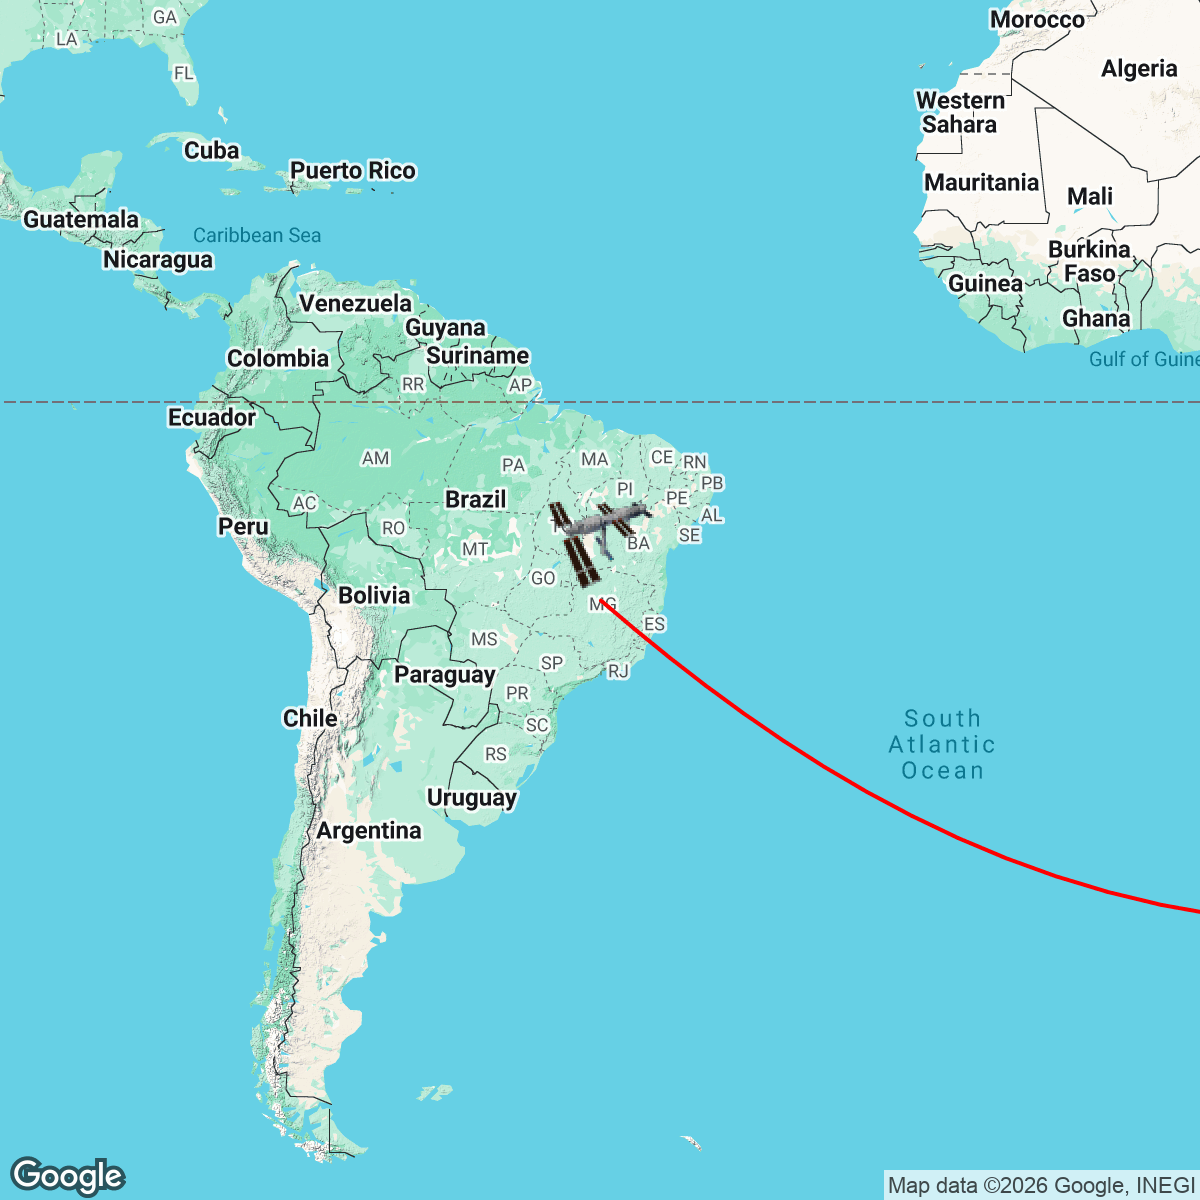 GA
Morocco
LA
Algeria
FL
Western
Sahara
Cuba
Puerto Rico
Mauritania
Mali
Guatemala
Caribbean Sea
Nicaragua
Burkina
Faso
Guinea
Venezuela
Ghana
Guyana
Colombia
Suriname
Gulf of Guine
RR
AP
Ecuador
AM
PA
MA
CE
RN
PB
PI
PE
AC
Brazil
AL
Peru
RO
SE
MT
BA
GO
Bolivia
MG
ES
MS
SP
RJ
Paraguay
PR
Chile
SC
South
Atlantic
Ocean
RS
Uruguay
Argentina
Google
Map data ©2026 Google, INEGI